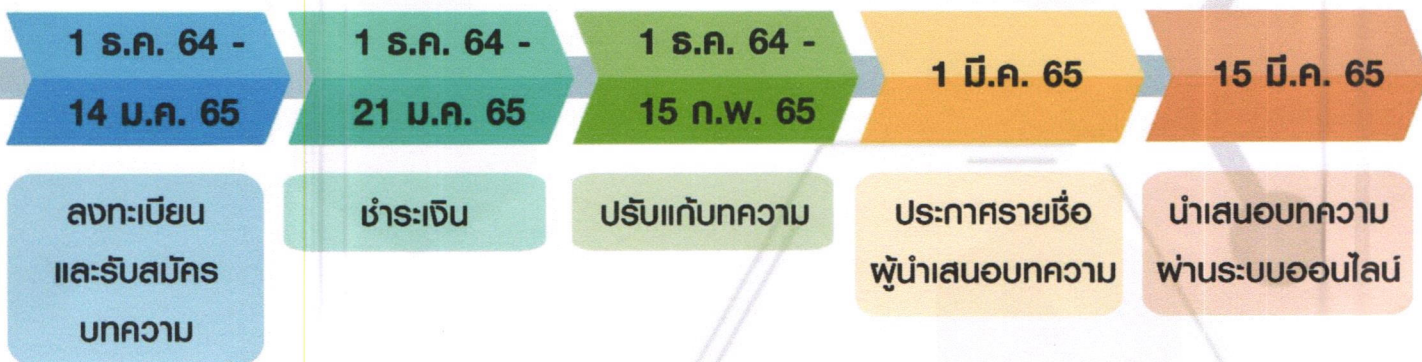 1 ธ.ค. 64 -
14 ม.ค. 65
1 ธ.ค. 64 -
21 ม.ค. 65
1 ธ.ค. 64 -
15 ก.พ. 65
1 มี.ค. 65
15 มี.ค. 65
ลงทะเบียน
และรับสมัคร
บทความ
ชำระเงิน
ปรับแก้บทความ
ประกาศรายชื่อ
ผู้นำเสนอบทความ
นำเสนอบทความ
ผ่านระบบออนไลน์